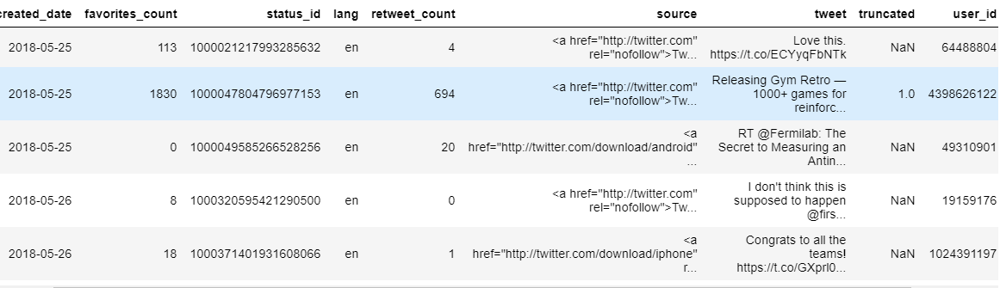 created_date favorites_count status_id lang retweet_count source tweet truncated user_id
2018-05-25 113 1000021217993285632 en 4 <a href="http://twitter.com" Love this. NaN 64488804
rel="nofollow">Tw... https://t.co/ECYyqFbNTk
2018-05-25 1830 1000047804796977153 en 694 <a href="http://twitter.com" Releasing Gym Retro — 1.0 4398626122
rel="nofollow">Tw... 1000+ games for
reinforc...
2018-05-25 0 1000049585266528256 en 20 <a RT @Fermilab: The NaN 49310901
href="http://twitter.com/download/android" Secret to Measuring an
... Antin...
2018-05-26 8 1000320595421290500 en 0 <a href="http://twitter.com" I don't think this is NaN 19159176
rel="nofollow">Tw... supposed to happen
@firs...
2018-05-26 18 1000371401931608066 en 1 <a Congrats to all the NaN 1024391197
href="http://twitter.com/download/iphone" teams!
r... https://t.co/GXprl0...